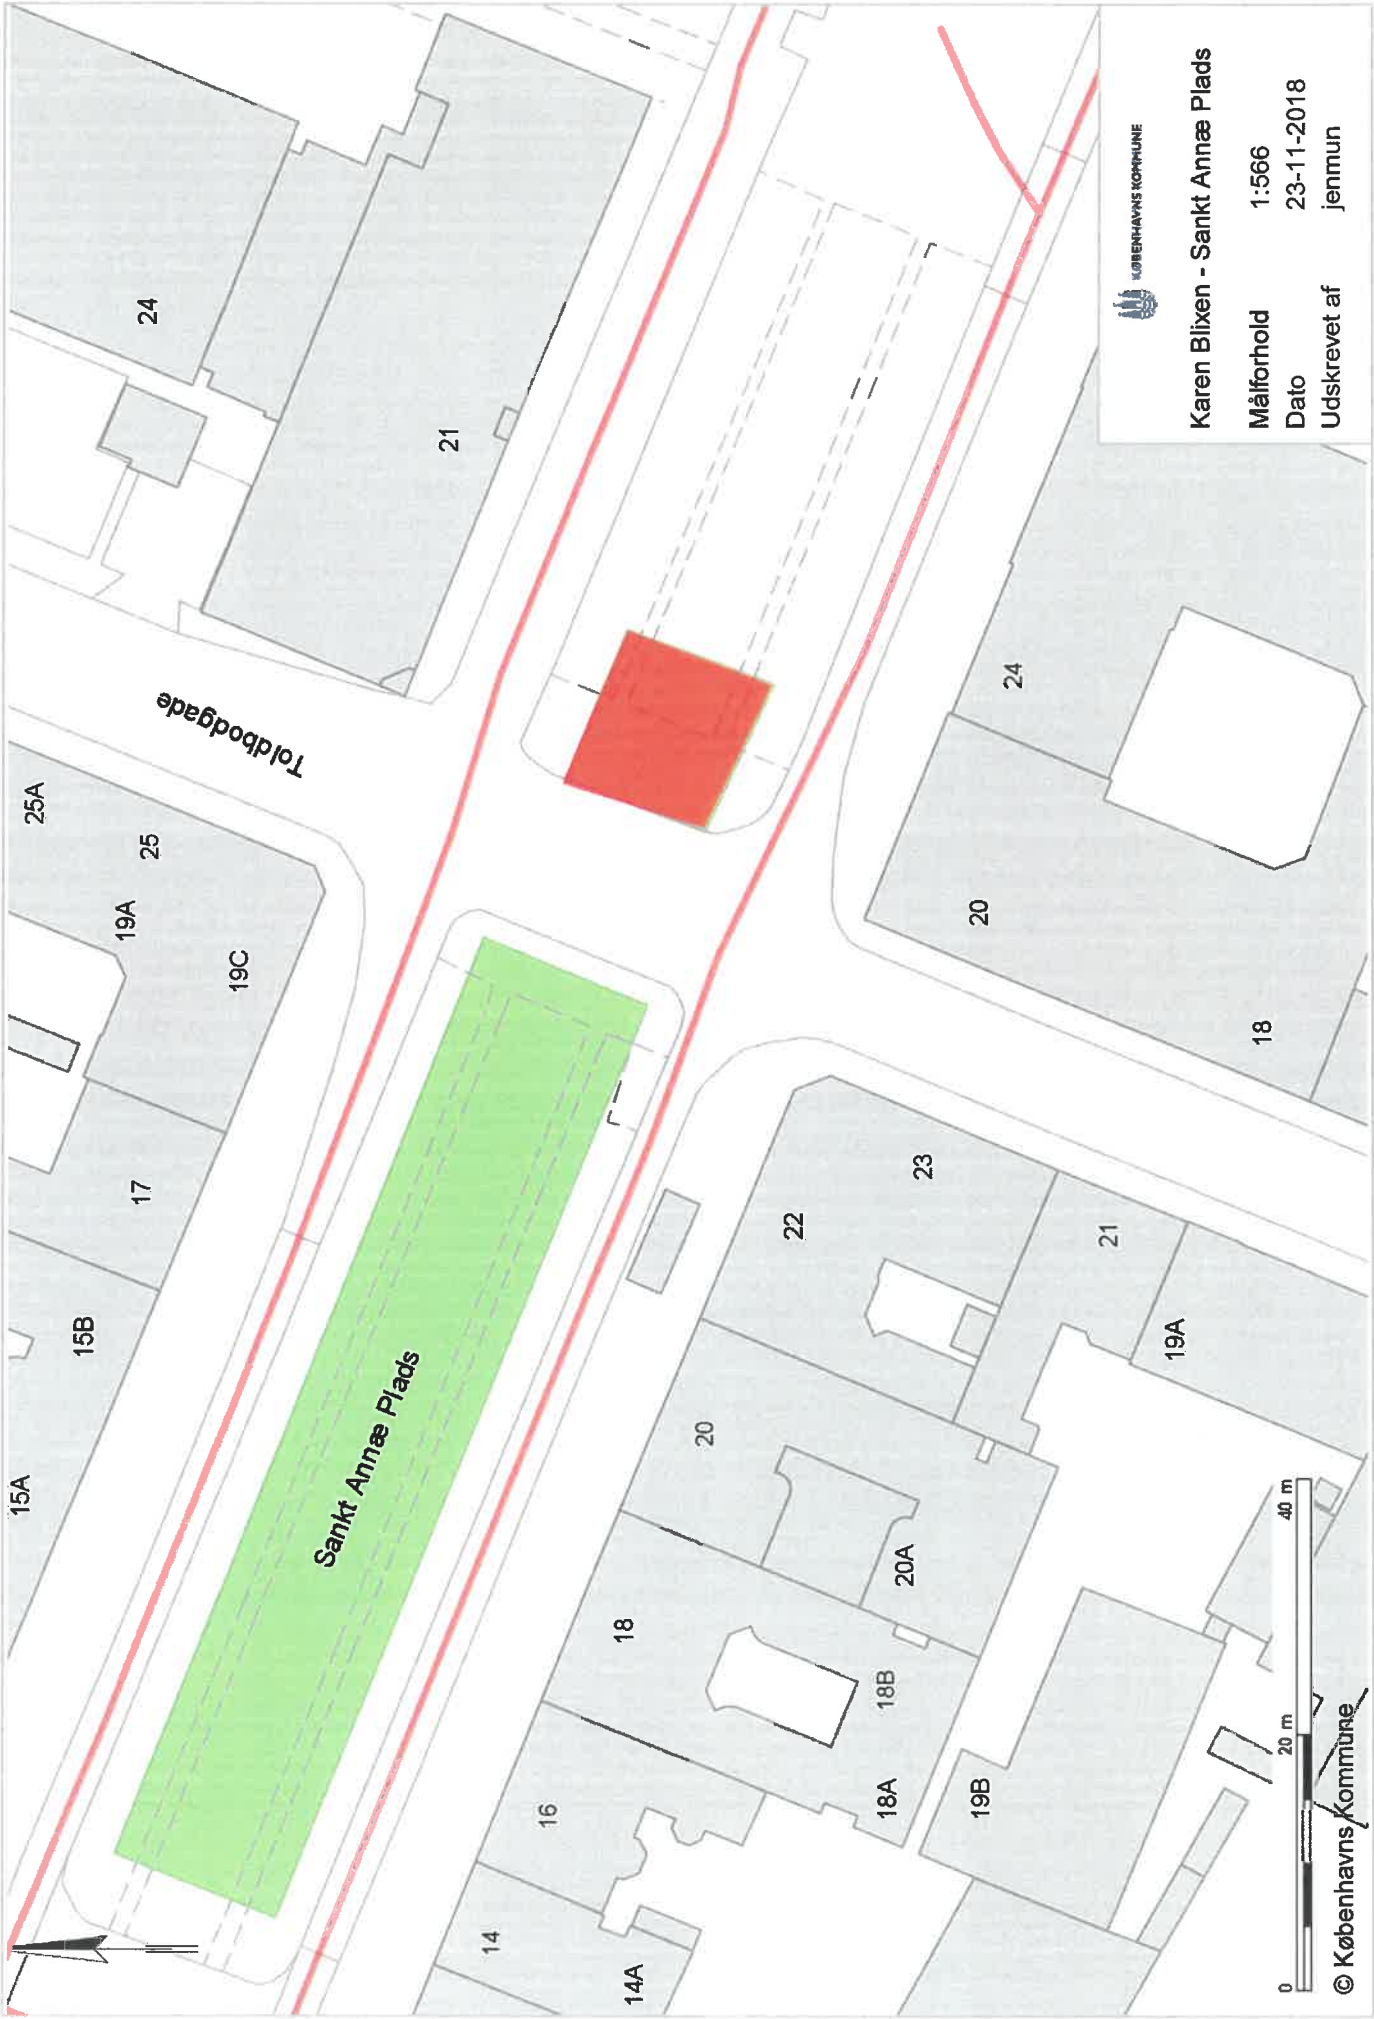 15A
15B
17
19C
19A
25
25A
Toldbodgade
24
21
Sankt Annæ Plads
14
14A
16
18
18A
18B
20
20A
22
23
21
19A
19B
20
18
24
0 20 m 40 m
© Københavns Kommune
KØBENHAVNS KOMMUNE
Karen Blixen - Sankt Annæ Plads
Målforhold 1:566
Dato 23-11-2018
Udskrevet af jenmun